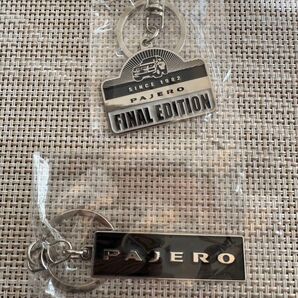 SINCE 1982
PAJERO
FINAL EDITION
PAJERO